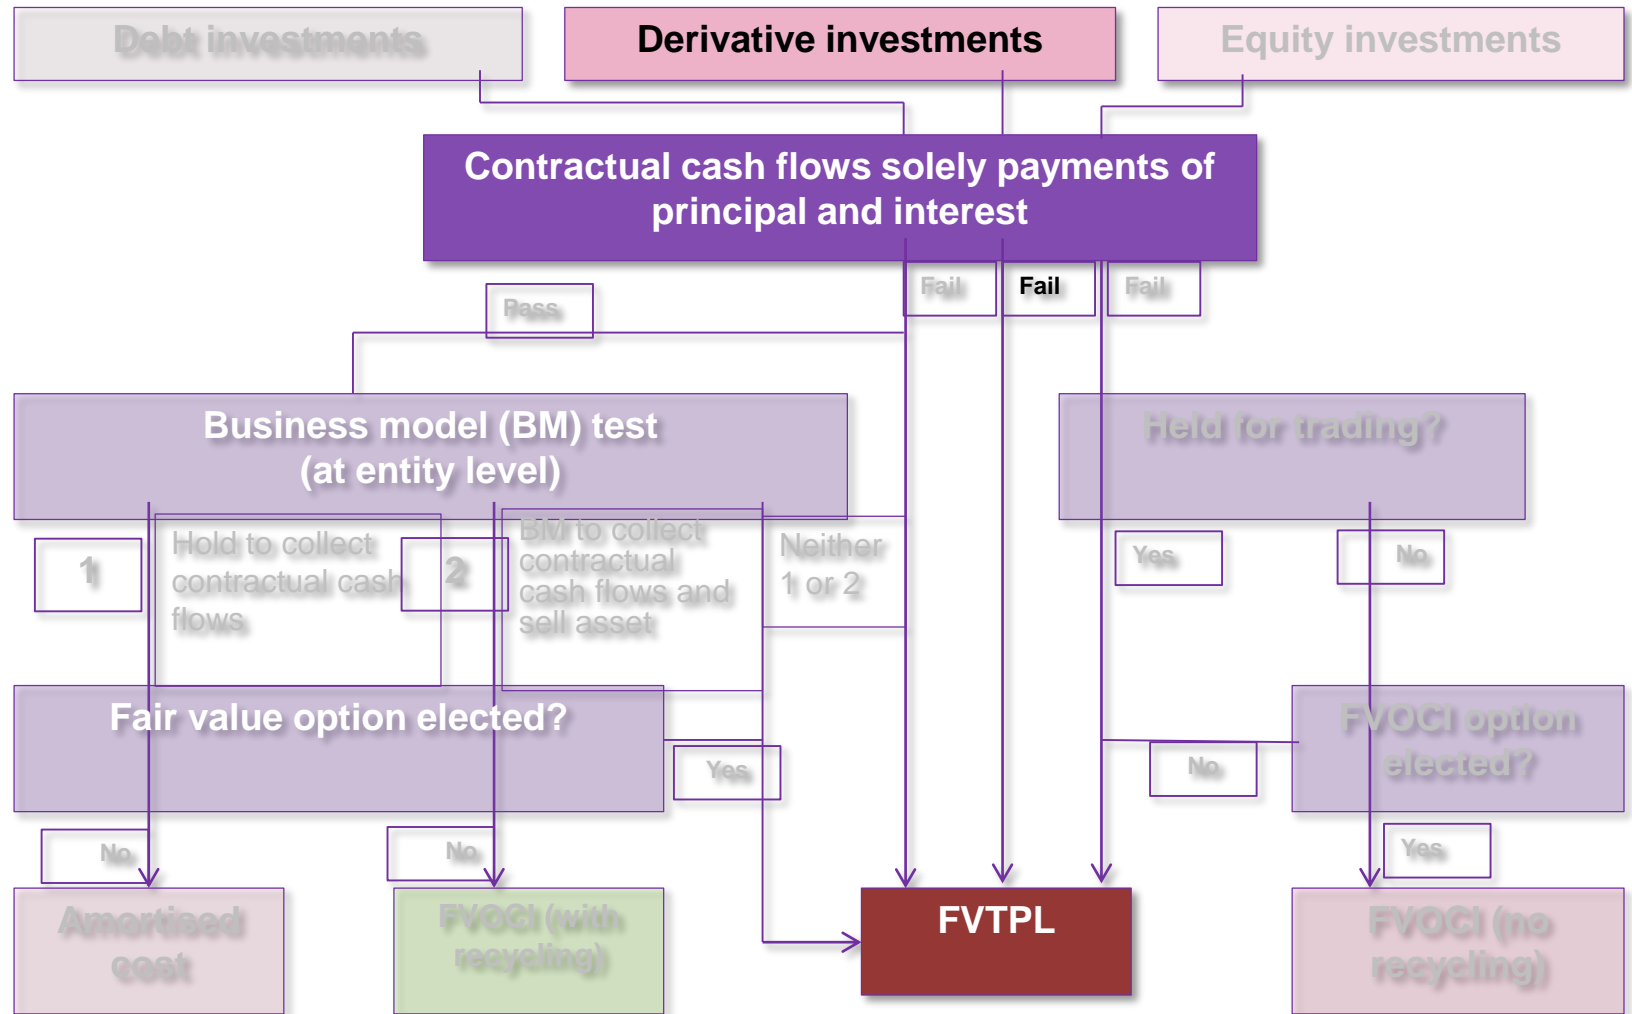 Debt investments
Derivative investments
Equity investments
Contractual cash flows solely payments of
principal and interest
Fail
Fail
Fail
Pass
Business model (BM) test
(at entity level)
Held for trading?
1
Hold to collect
contractual cash
flows
2
BM to collect
contractual
cash flows and
sell asset
Neither
1 or 2
Yes
No
Fair value option elected?
Yes
No
FVOCI option
elected?
No
No
Yes
Amortised
cost
FVOCI (with
recycling)
FVTPL
FVOCI (no
recycling)